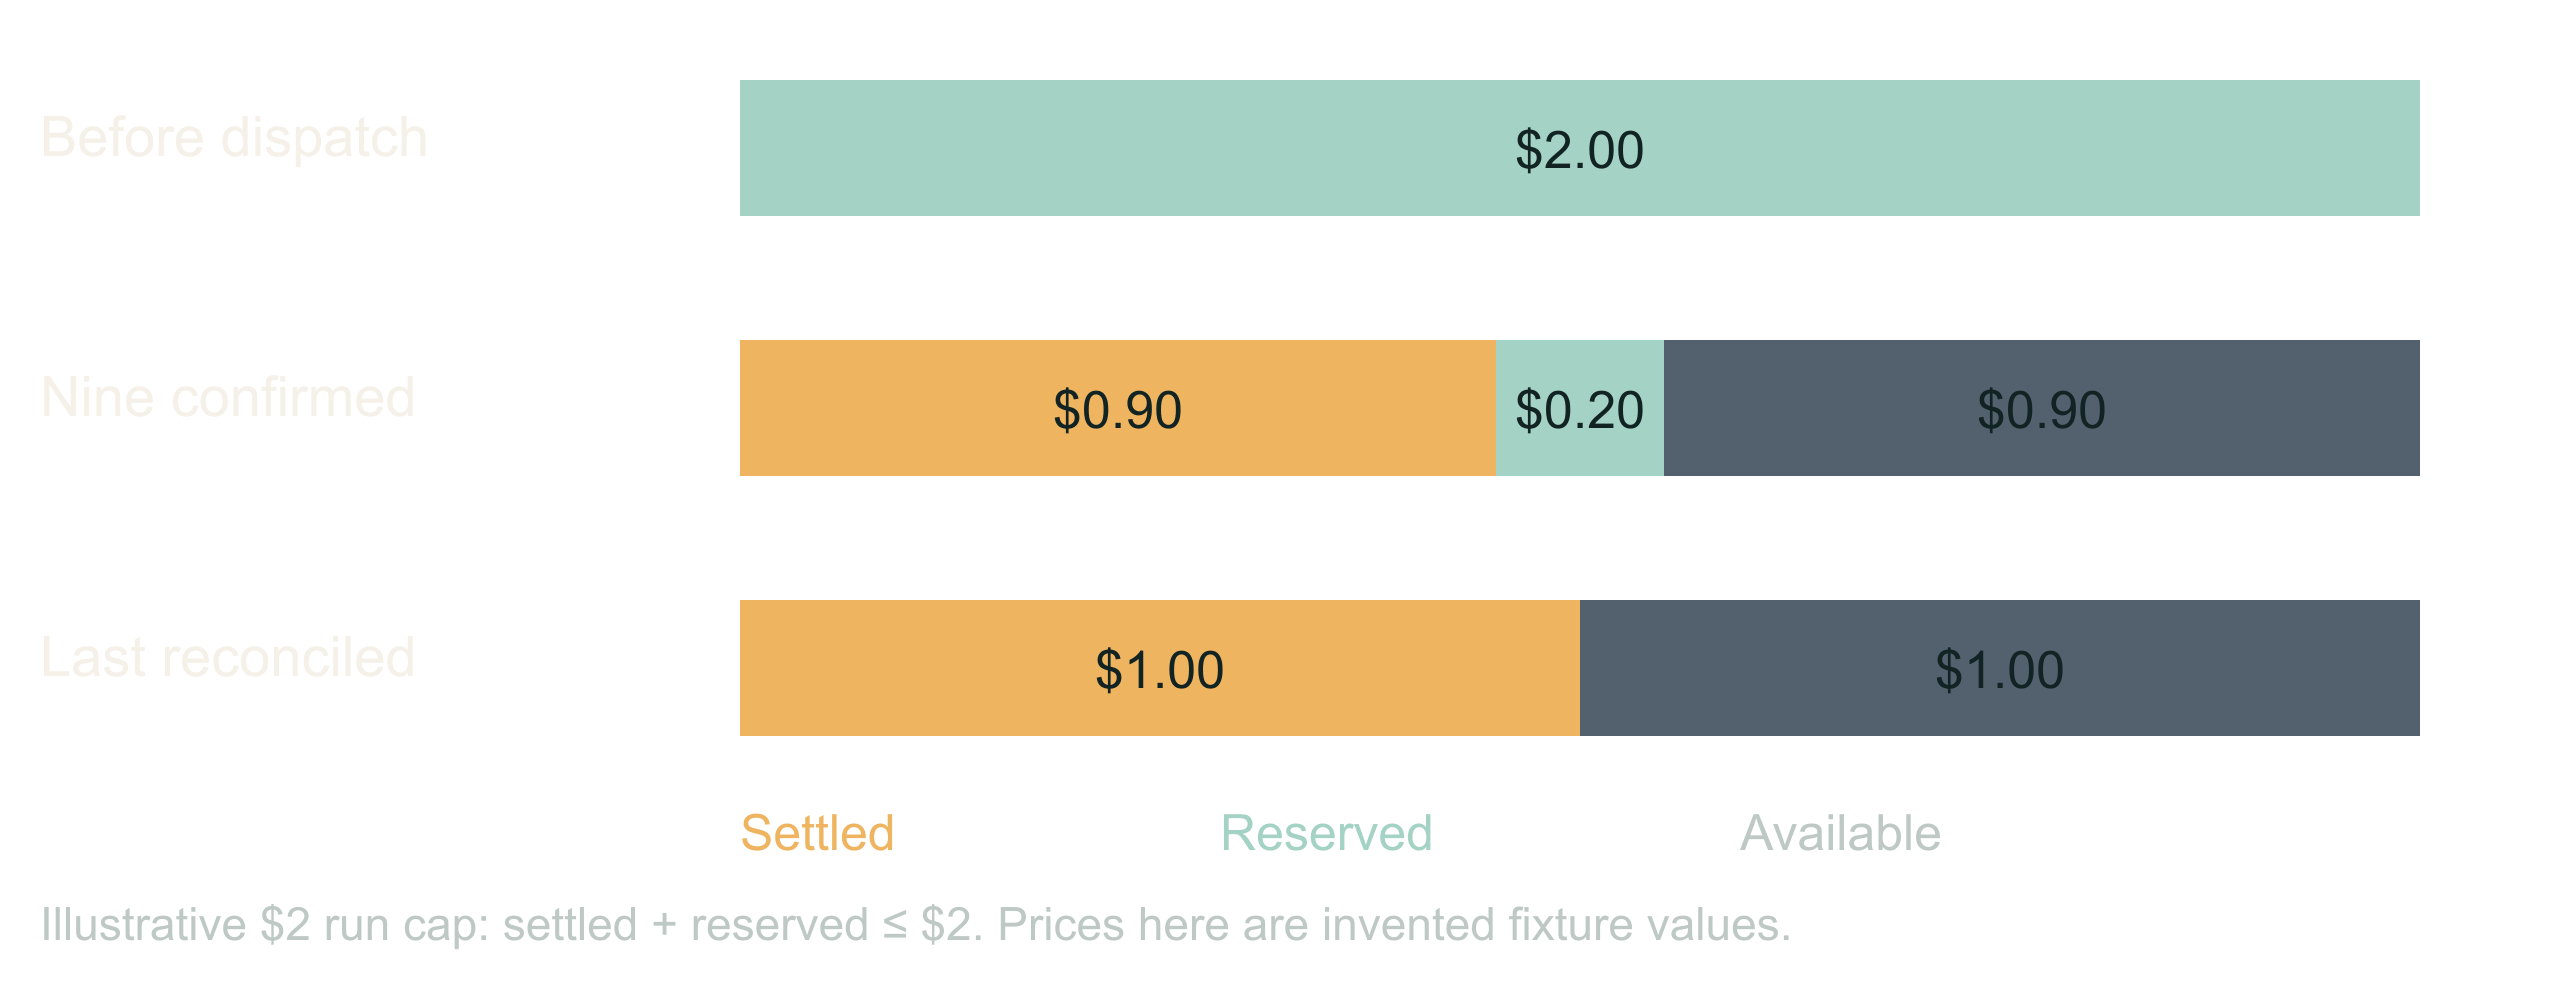 Before dispatch
$2.00
Nine confirmed
$0.90 $0.20 $0.90
Last reconciled
$1.00 $1.00
Settled Reserved Available
Illustrative $2 run cap: settled + reserved ≤ $2. Prices here are invented fixture values.